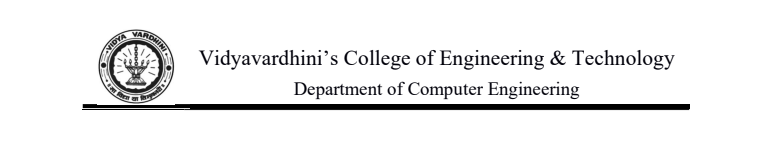 VIDYA VARDHINI
Vidyavardhini’s College of Engineering & Technology
Department of Computer Engineering